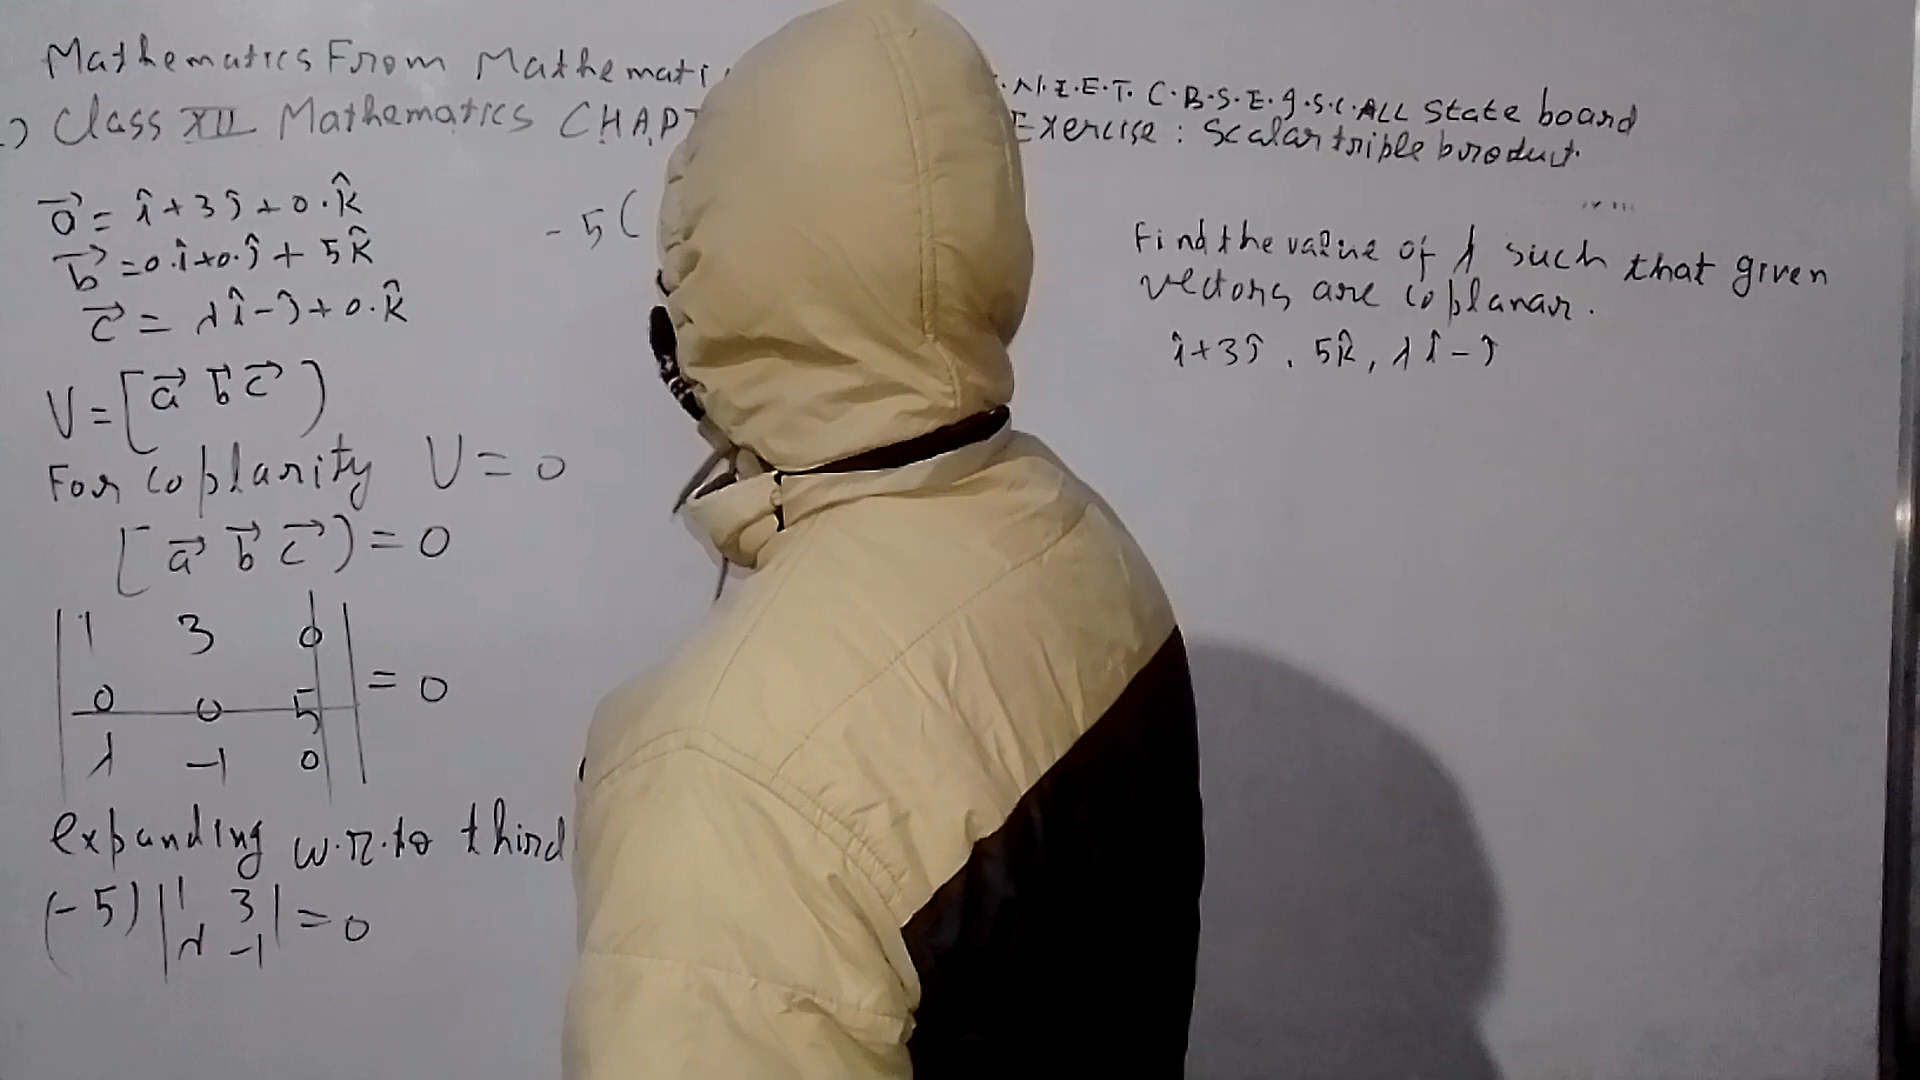 Mathematics From Mathemati
.N.I.E.T. C.B.S.E. I.S.C. ALL State board
Class XII Mathematics CHAPT
Exercise : Scalar triple product.
a⃗ = î + 3ĵ + 0.k̂
b⃗ = 0.î + 0.ĵ + 5k̂
c⃗ = λî - ĵ + 0.k̂
V = [a⃗ b⃗ c⃗]
For coplarity V = 0
[a⃗ b⃗ c⃗] = 0
| 1 3 0 |
| 0 0 5 | = 0
| λ -1 0 |
expanding w.r.to third
(-5) | 1 3 | = 0
| λ -1 |
-5(
Find the value of λ such that given
vectors are coplanar.
î + 3ĵ , 5k̂ , λî - ĵ